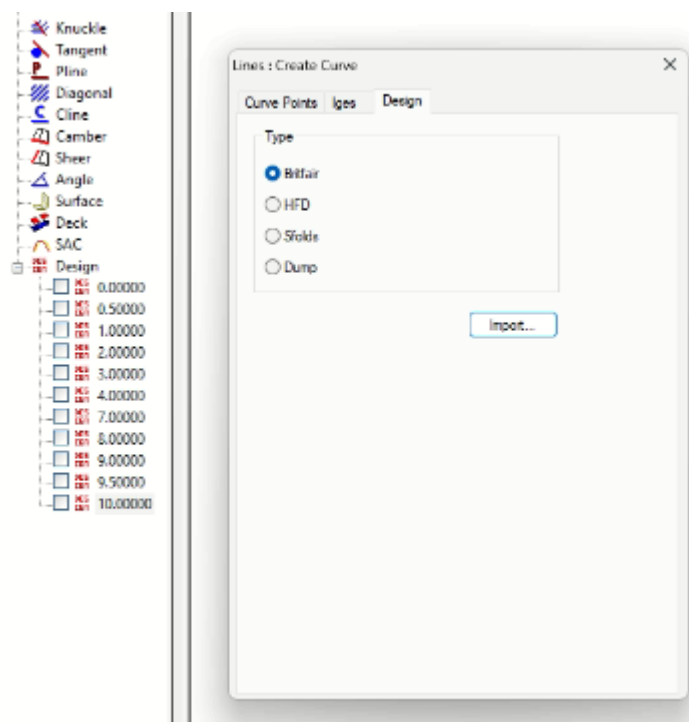 Knuckle
Tangent
Pline
Diagonal
Cline
Camber
Sheer
Angle
Surface
Deck
SAC
Design
0.00000
0.50000
1.00000
2.00000
3.00000
4.00000
7.00000
8.00000
9.00000
9.50000
10.00000
Lines : Create Curve
Curve Points Iges Design
Type
Britfair
HFD
Sfolds
Dump
Import...